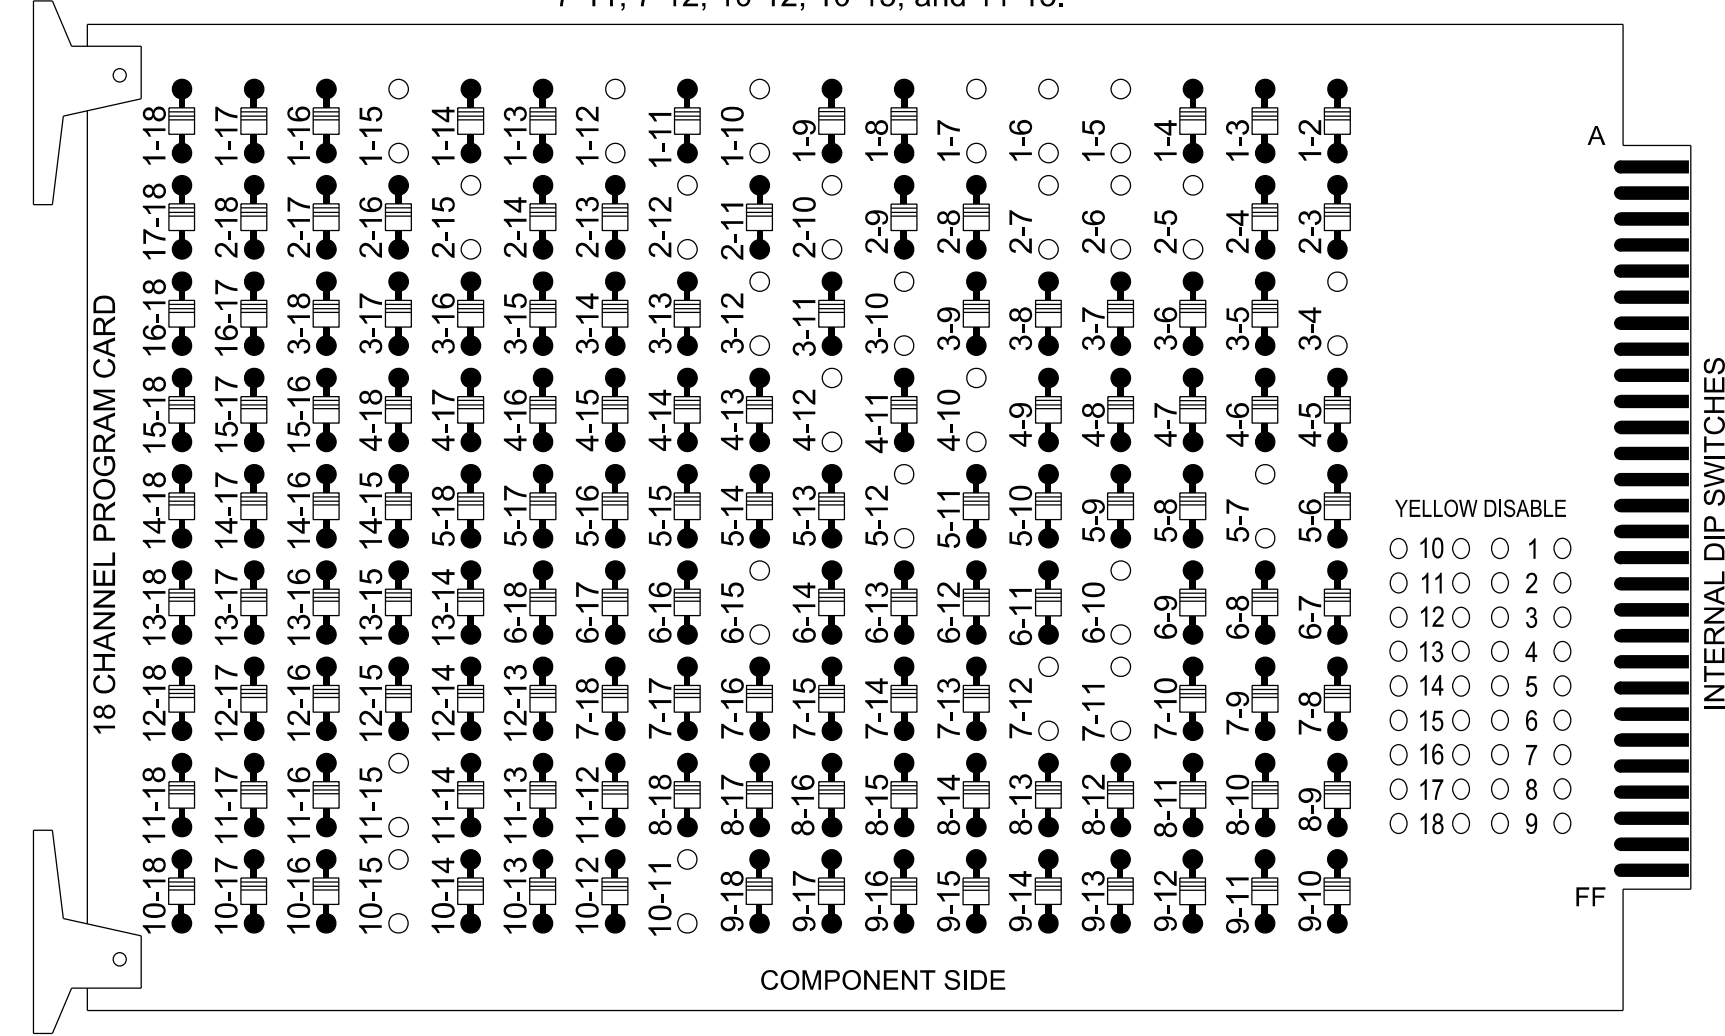 1-18 1-17 1-16 1-15 1-14 1-13 1-12 1-11 1-10 1-9 1-8 1-7 1-6 1-5 1-4 1-3 1-2
A
17-18 2-18 2-17 2-16 2-15 2-14 2-13 2-12 2-11 2-10 2-9 2-8 2-7 2-6 2-5 2-4 2-3
16-18 16-17 3-18 3-17 3-16 3-15 3-14 3-13 3-12 3-11 3-10 3-9 3-8 3-7 3-6 3-5 3-4
15-18 15-17 15-16 4-18 4-17 4-16 4-15 4-14 4-13 4-12 4-11 4-10 4-9 4-8 4-7 4-6 4-5
14-18 14-17 14-16 14-15 5-18 5-17 5-16 5-15 5-14 5-13 5-12 5-11 5-10 5-9 5-8 5-7 5-6
13-18 13-17 13-16 13-15 13-14 6-18 6-17 6-16 6-15 6-14 6-13 6-12 6-11 6-10 6-9 6-8 6-7
12-18 12-17 12-16 12-15 12-14 12-13 7-18 7-17 7-16 7-15 7-14 7-13 7-12 7-11 7-10 7-9 7-8
11-18 11-17 11-16 11-15 11-14 11-13 11-12 8-18 8-17 8-16 8-15 8-14 8-13 8-12 8-11 8-10 8-9
10-18 10-17 10-16 10-15 10-14 10-13 10-12 10-11 9-18 9-17 9-16 9-15 9-14 9-13 9-12 9-11 9-10
18 CHANNEL PROGRAM CARD
YELLOW DISABLE
10 1
11 2
12 3
13 4
14 5
15 6
16 7
17 8
18 9
FF
INTERNAL DIP SWITCHES
COMPONENT SIDE